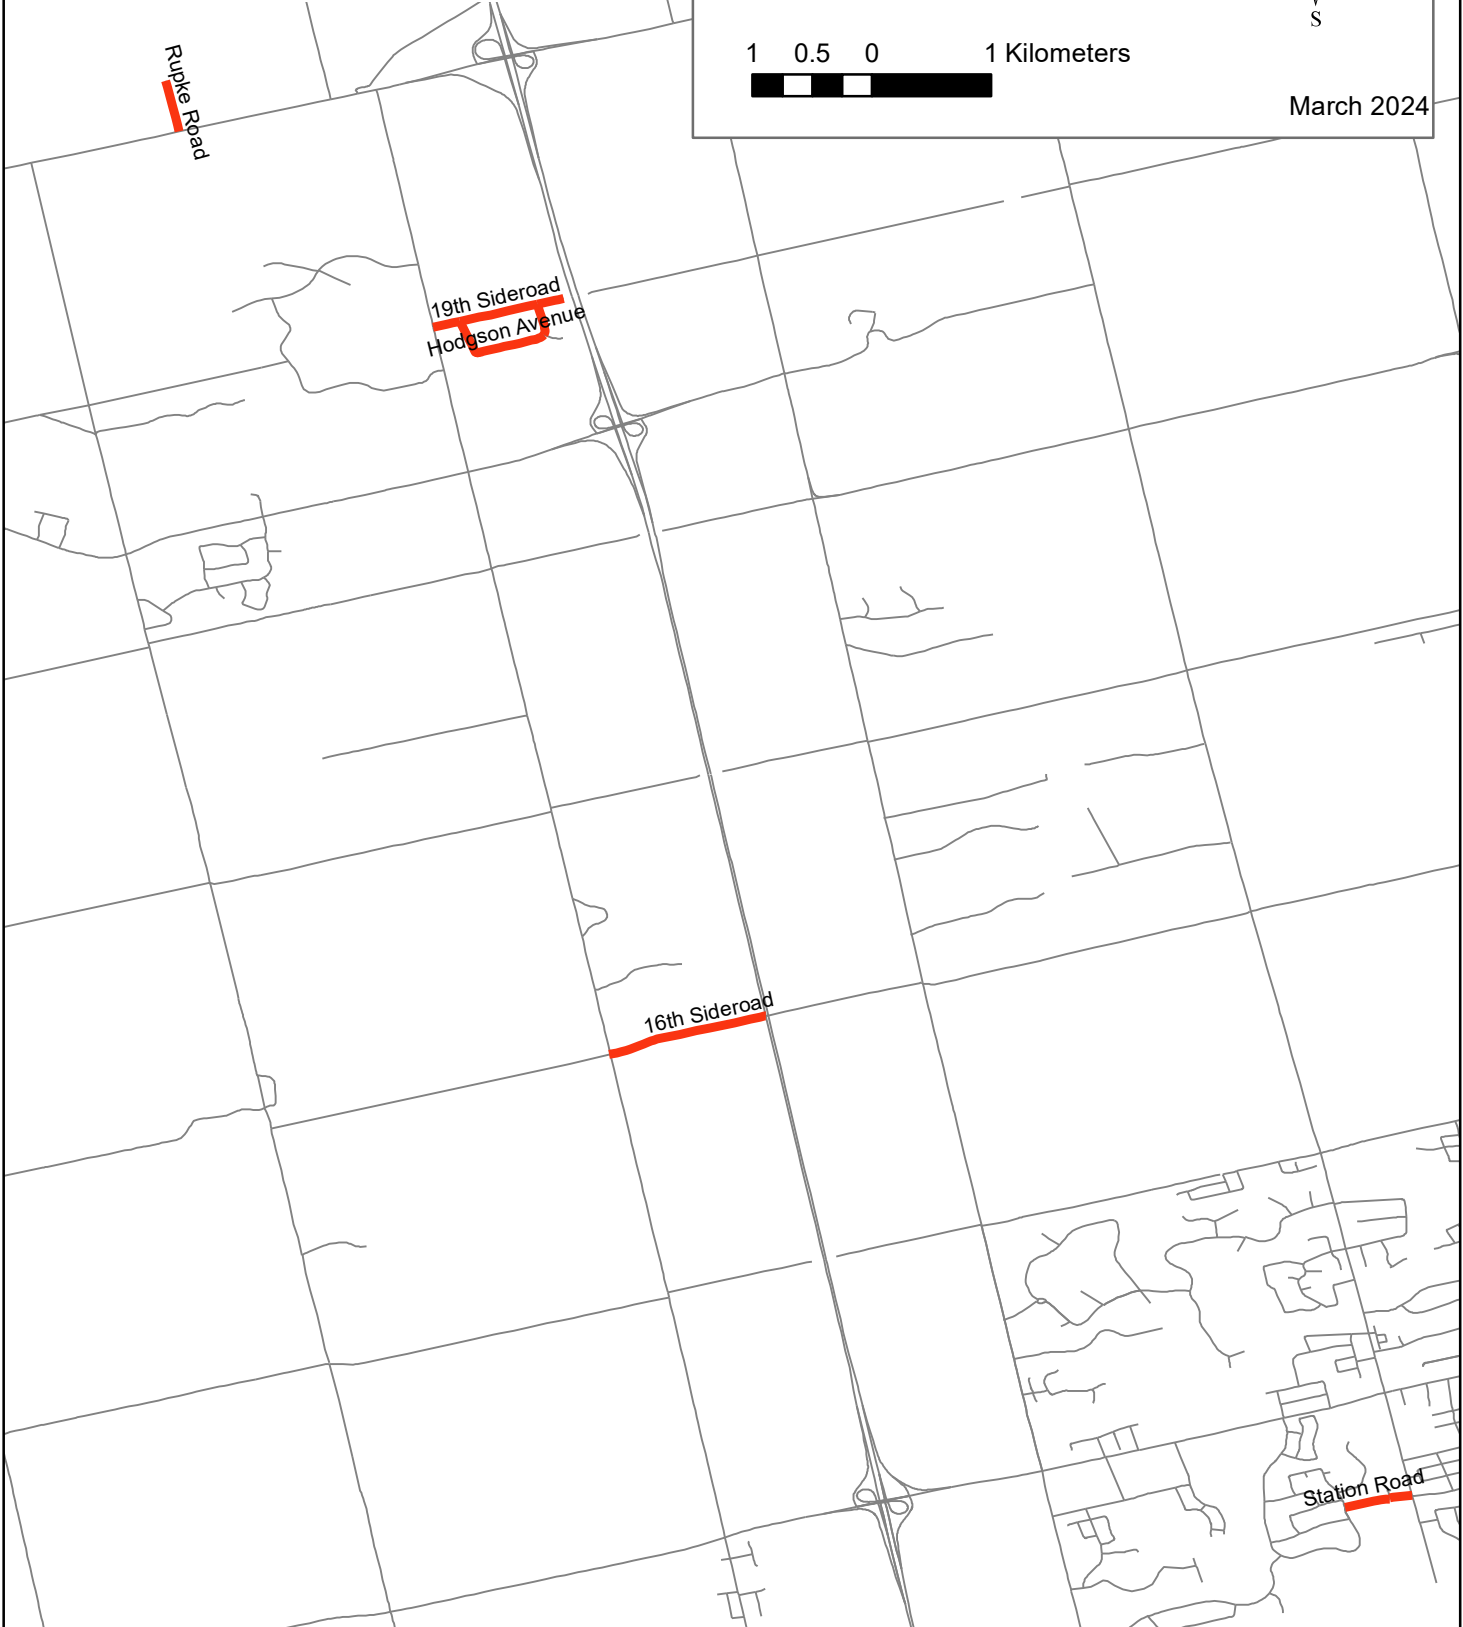 S
1 0.5 0 1 Kilometers
March 2024
Rupke Road
19th Sideroad
Hodgson Avenue
16th Sideroad
Station Road